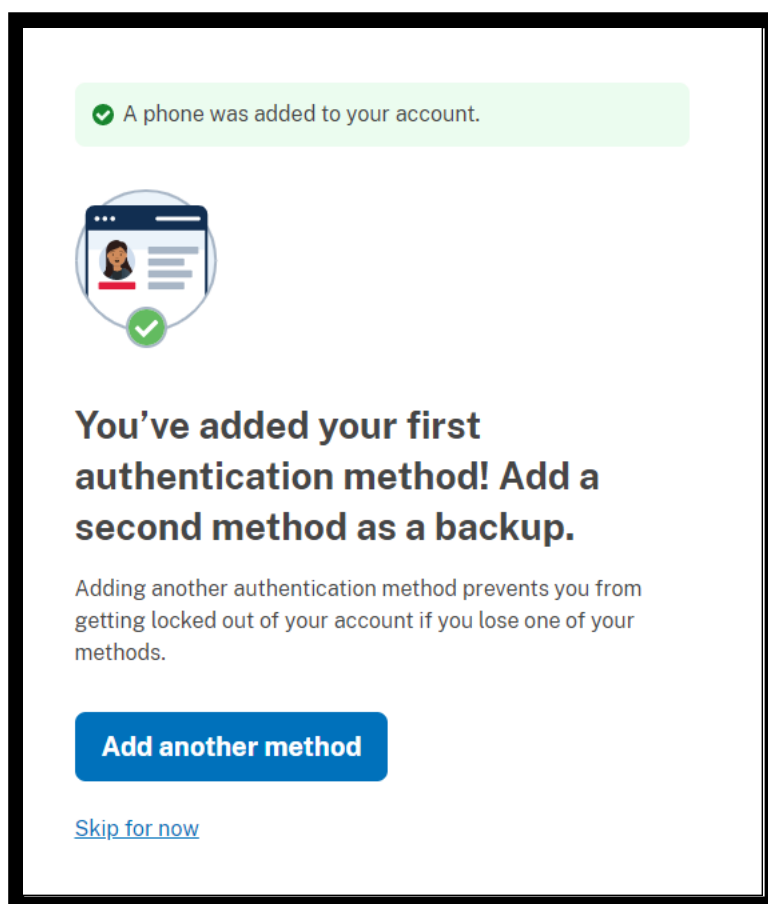 A phone was added to your account.
You’ve added your first
authentication method! Add a
second method as a backup.
Adding another authentication method prevents you from
getting locked out of your account if you lose one of your
methods.
Add another method
Skip for now